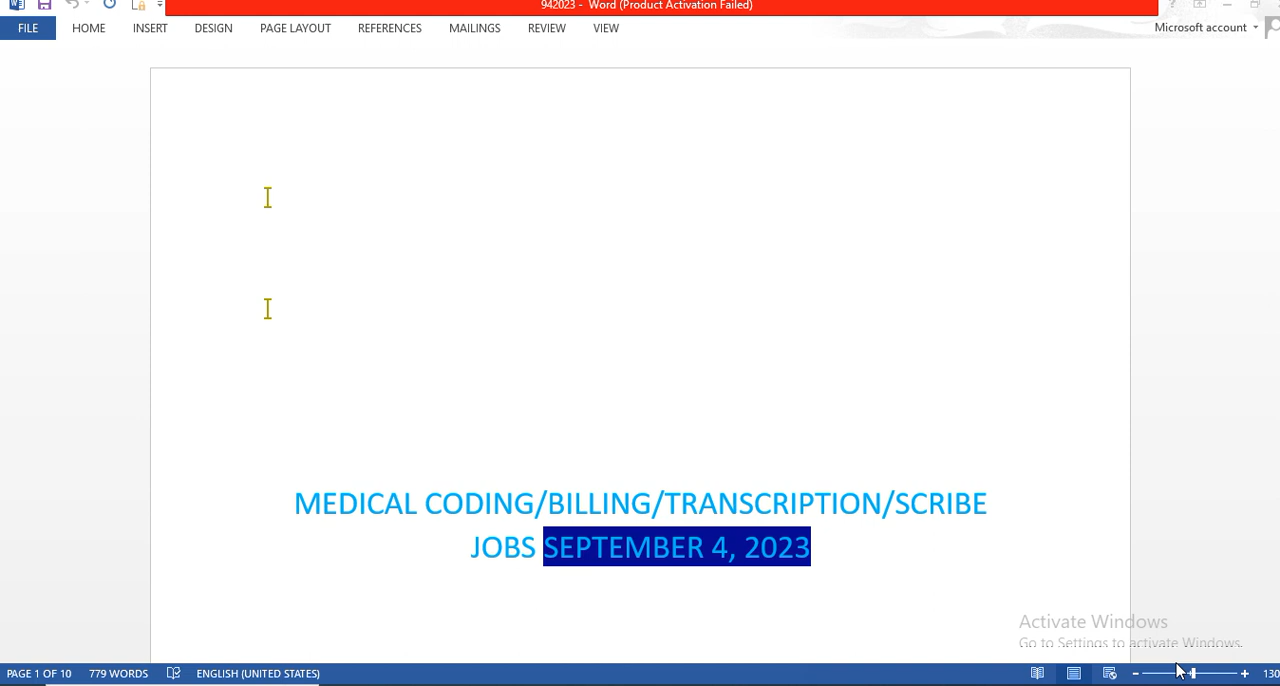 942023 - Word (Product Activation Failed)
FILE HOME INSERT DESIGN PAGE LAYOUT REFERENCES MAILINGS REVIEW VIEW Microsoft account
MEDICAL CODING/BILLING/TRANSCRIPTION/SCRIBE
JOBS SEPTEMBER 4, 2023
Activate Windows
Go to Settings to activate Windows.
PAGE 1 OF 10 779 WORDS ENGLISH (UNITED STATES) 130